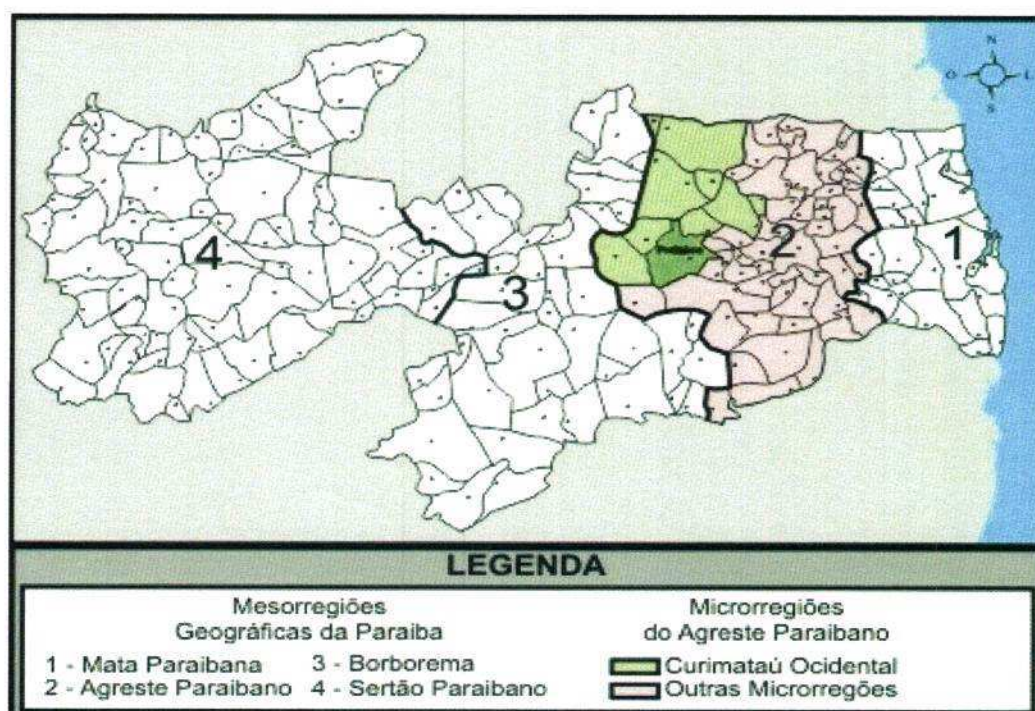 N
O L
S
4
3
2
1
LEGENDA
Mesorregiões
Geográficas da Paraiba
1 - Mata Paraibana
2 - Agreste Paraibano
3 - Borborema
4 - Sertão Paraibano
Microrregiões
do Agreste Paraibano
Curimataú Ocidental
Outras Microrregões